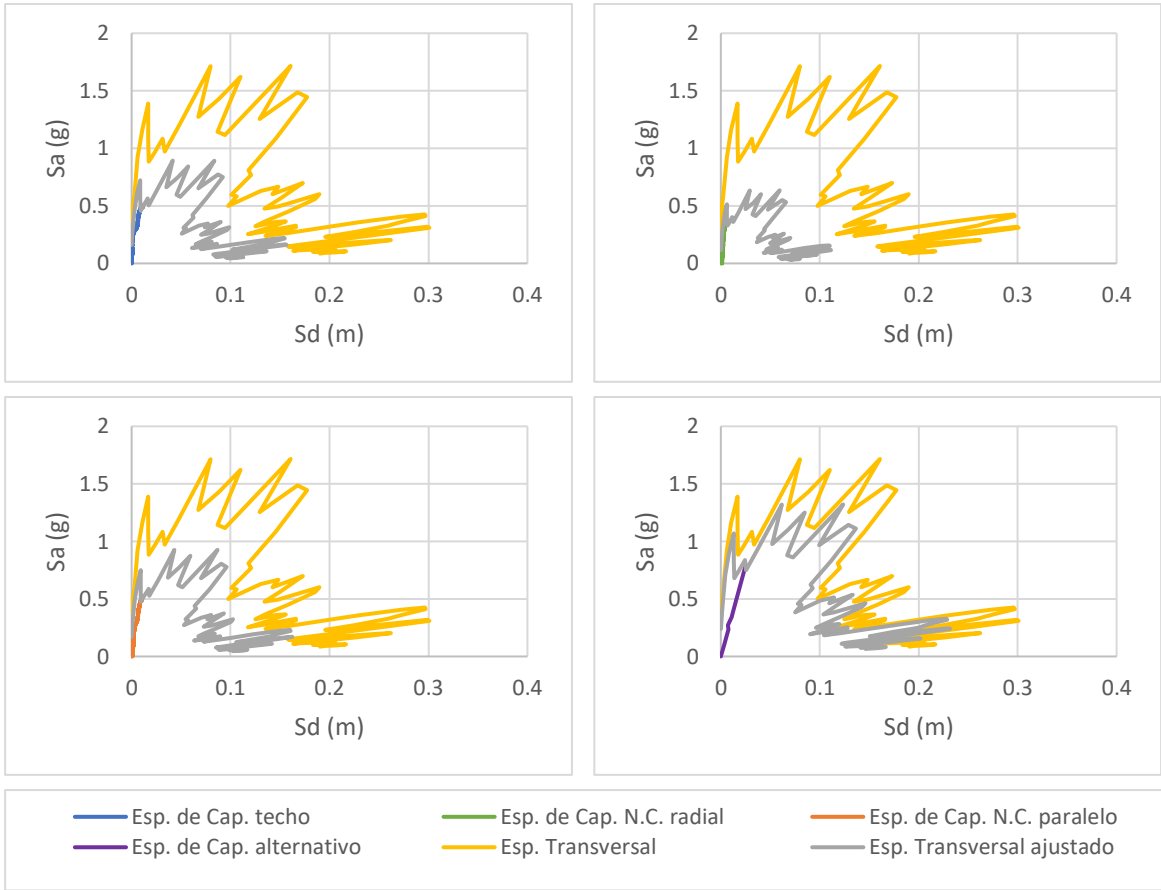 2
1.5
1
0.5
0
Sa (g)
0 0.1 0.2 0.3 0.4
Sd (m)
2
1.5
1
0.5
0
Sa (g)
0 0.1 0.2 0.3 0.4
Sd (m)
2
1.5
1
0.5
0
Sa (g)
0 0.1 0.2 0.3 0.4
Sd (m)
2
1.5
1
0.5
0
Sa (g)
0 0.1 0.2 0.3 0.4
Sd (m)
Esp. de Cap. techo
Esp. de Cap. N.C. radial
Esp. de Cap. N.C. paralelo
Esp. de Cap. alternativo
Esp. Transversal
Esp. Transversal ajustado